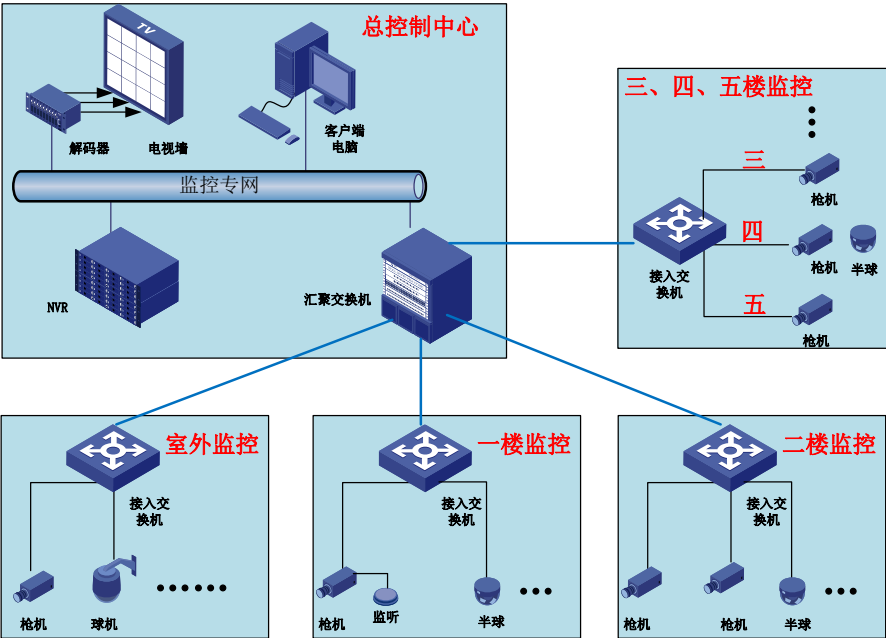 总控制中心
TV
解码器
电视墙
客户端
电脑
监控专网
NVR
汇聚交换机
三、四、五楼监控
三
枪机
四
接入交
换机
枪机
半球
五
枪机
室外监控
接入交
换机
枪机
球机
一楼监控
接入交
换机
枪机
监听
半球
二楼监控
接入交
换机
枪机
枪机
半球